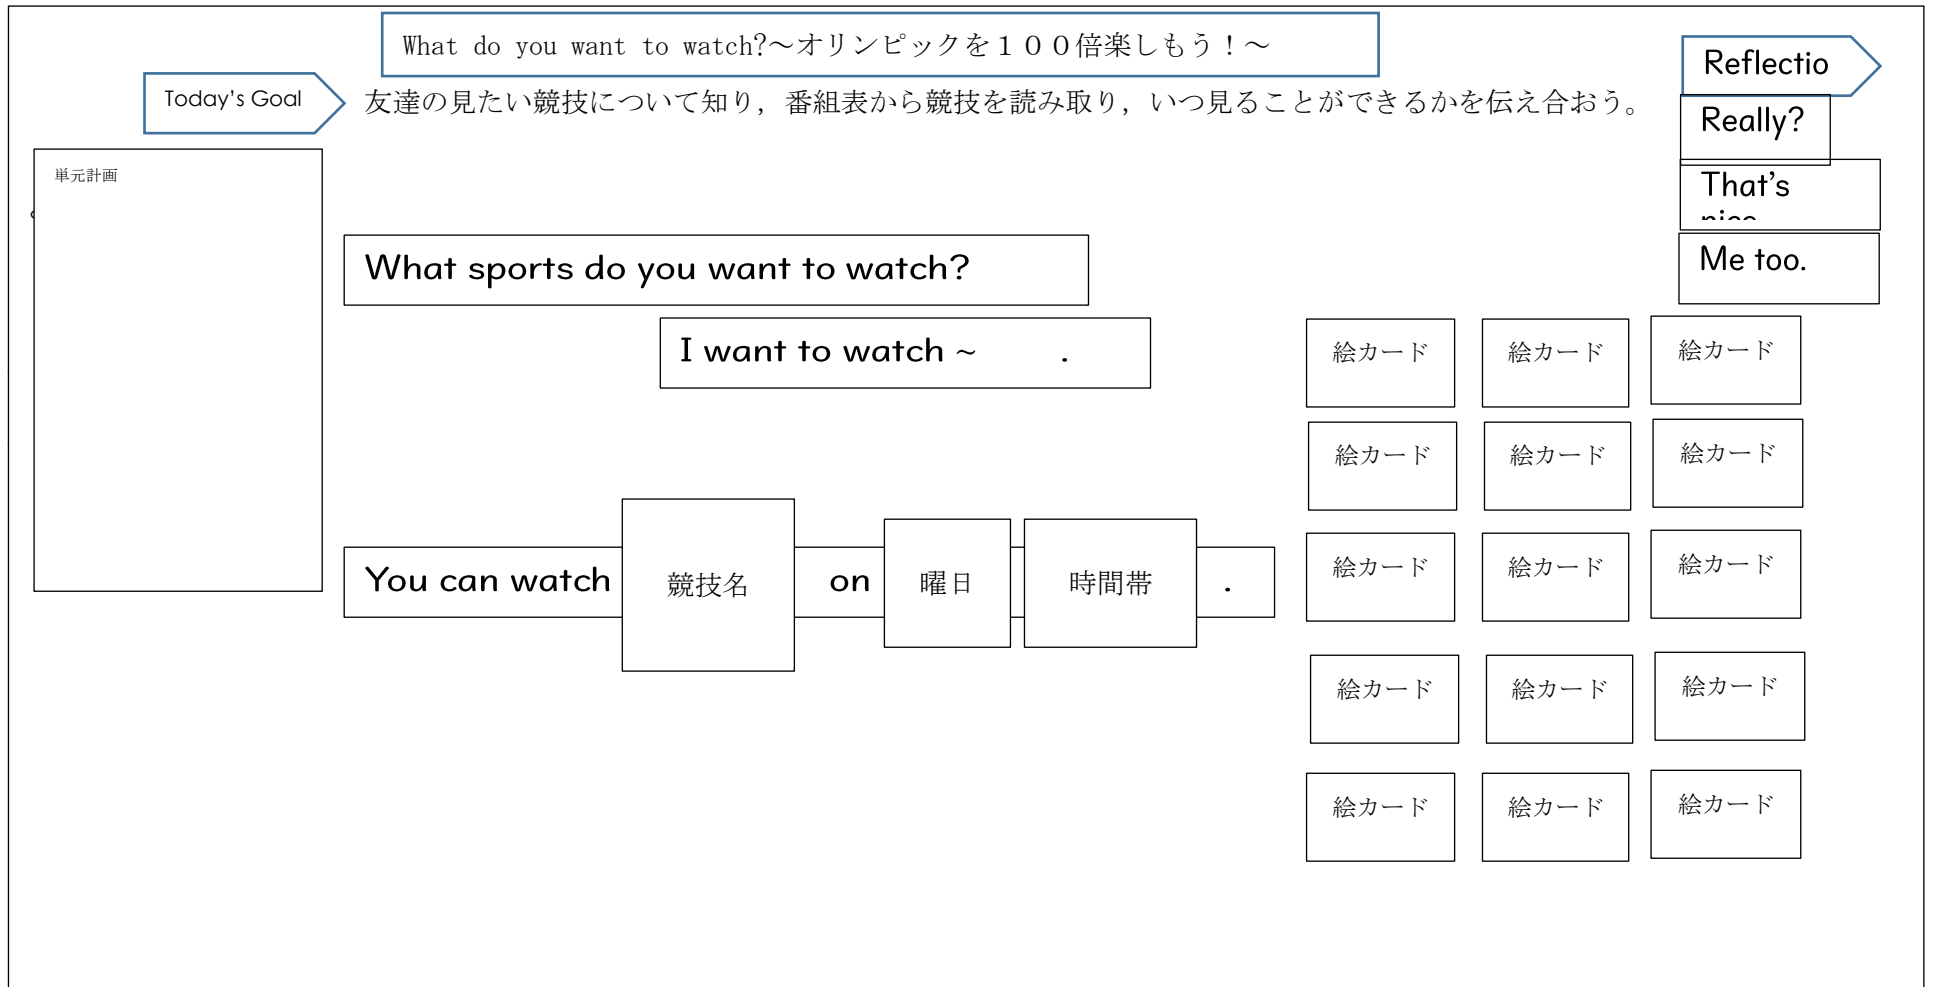 What do you want to watch?～オリンピックを１００倍楽しもう！～
Today's Goal
友達の見たい競技について知り，番組表から競技を読み取り，いつ見ることができるかを伝え合おう。
Reflectio
Really?
That's
Me too.
単元計画
What sports do you want to watch?
I want to watch ~ .
You can watch 競技名 on 曜日 時間帯 .
絵カード 絵カード 絵カード
絵カード 絵カード 絵カード
絵カード 絵カード 絵カード
絵カード 絵カード 絵カード
絵カード 絵カード 絵カード